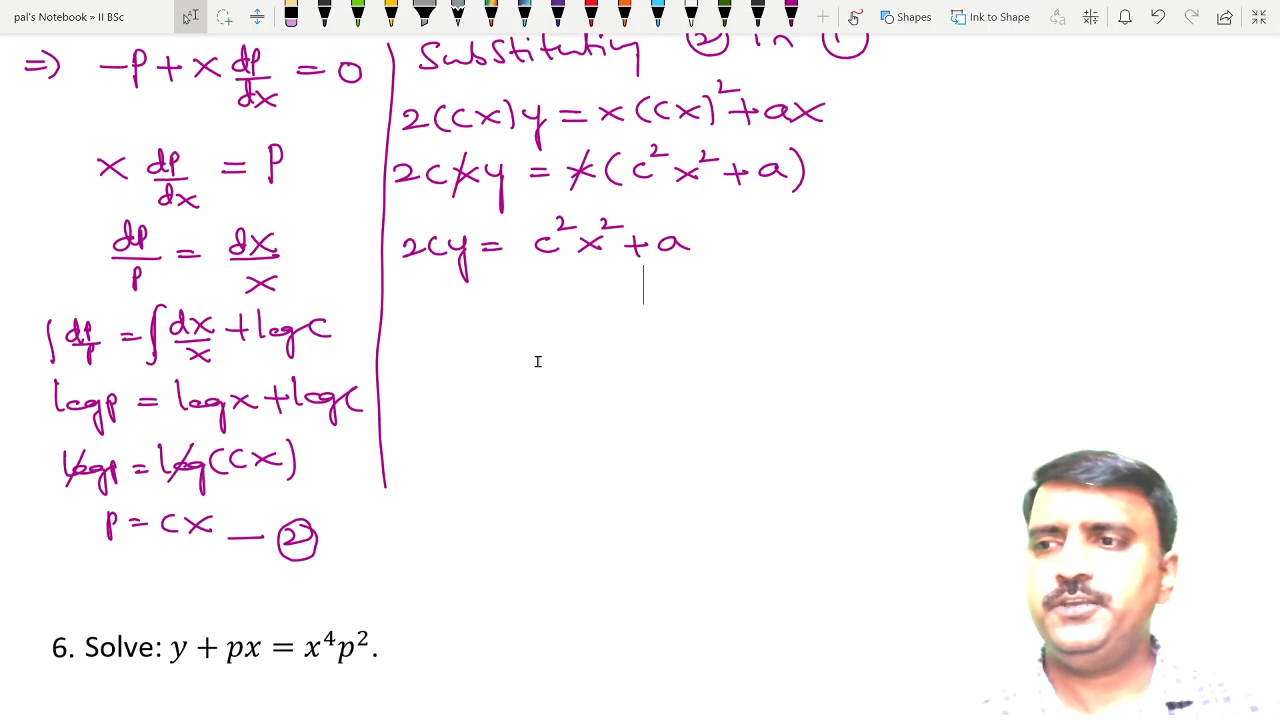 pal's Notebook » II BSc
Shapes
Ink to Shape
=> -p + x dp/dx = 0
x dp/dx = p
dp/p = dx/x
∫ dp/p = ∫ dx/x + log c
log p = log x + log c
log p = log (cx)
p = cx — ②
Substituting ② in ①
2(cx)y = x(cx)² + ax
2cxy = x(c²x² + a)
2cy = c²x² + a
6. Solve: y + px = x⁴p².